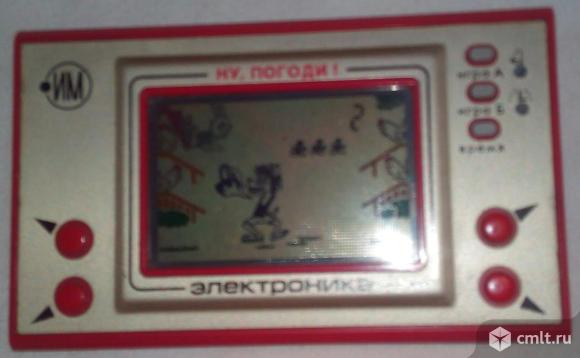 НУ, ПОГОДИ!
ИМ
игра А
игра Б
время
электроника
cmlt.ru